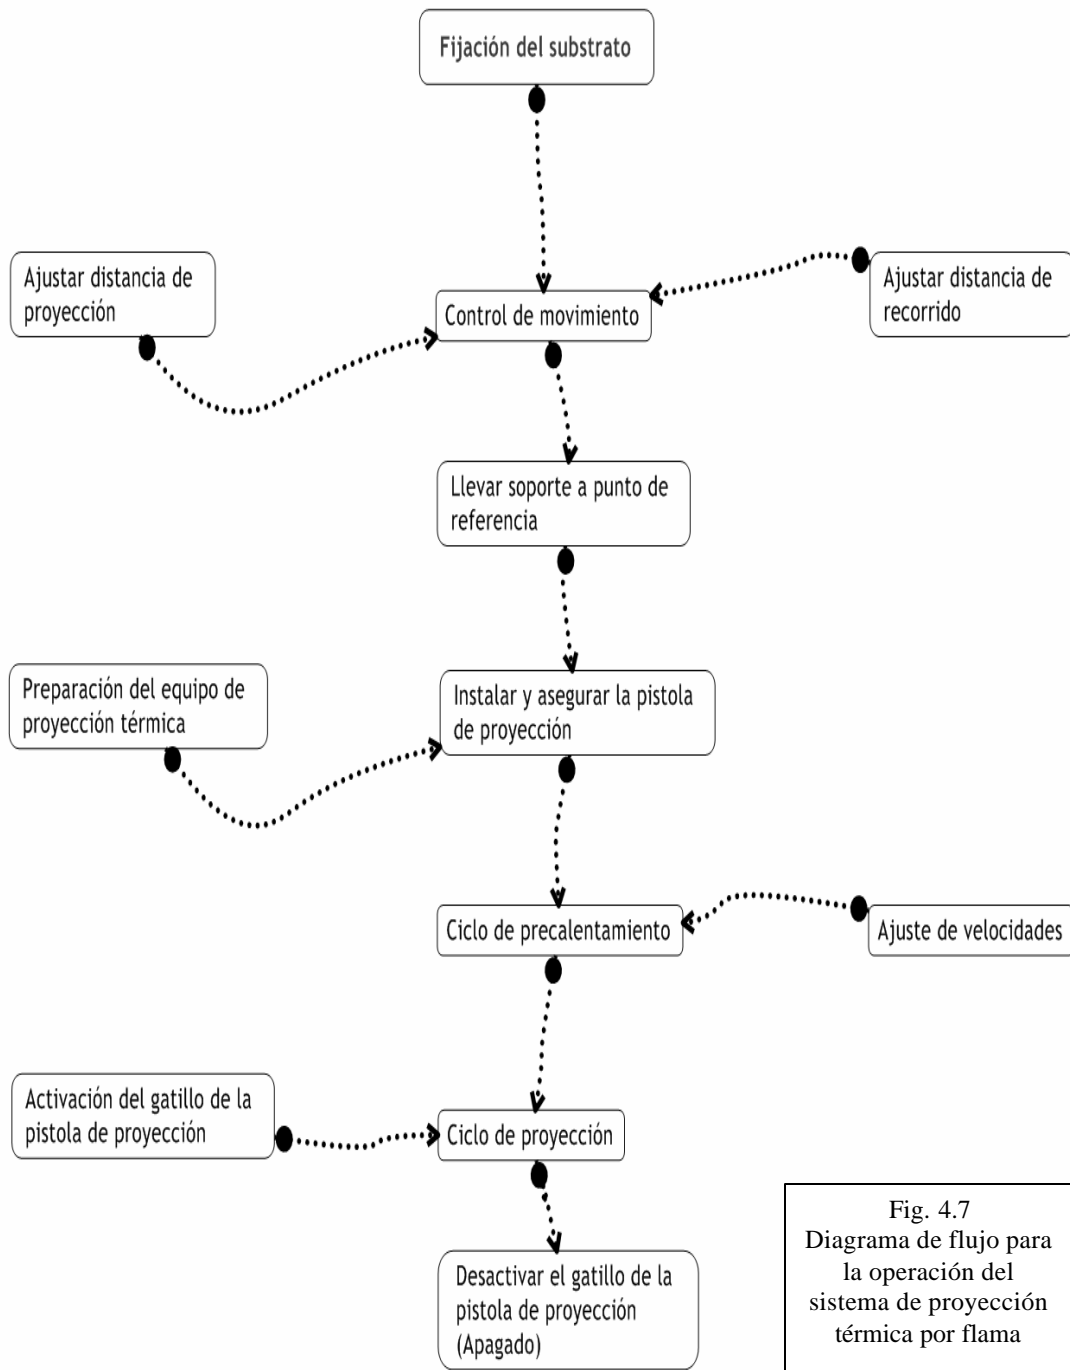 Fijación del substrato
Ajustar distancia de
proyección
Ajustar distancia de
recorrido
Control de movimiento
Llevar soporte a punto de
referencia
Preparación del equipo de
proyección térmica
Instalar y asegurar la pistola
de proyección
Ciclo de precalentamiento
Ajuste de velocidades
Activación del gatillo de la
pistola de proyección
Ciclo de proyección
Desactivar el gatillo de la
pistola de proyección
(Apagado)
Fig. 4.7
Diagrama de flujo para
la operación del
sistema de proyección
térmica por flama